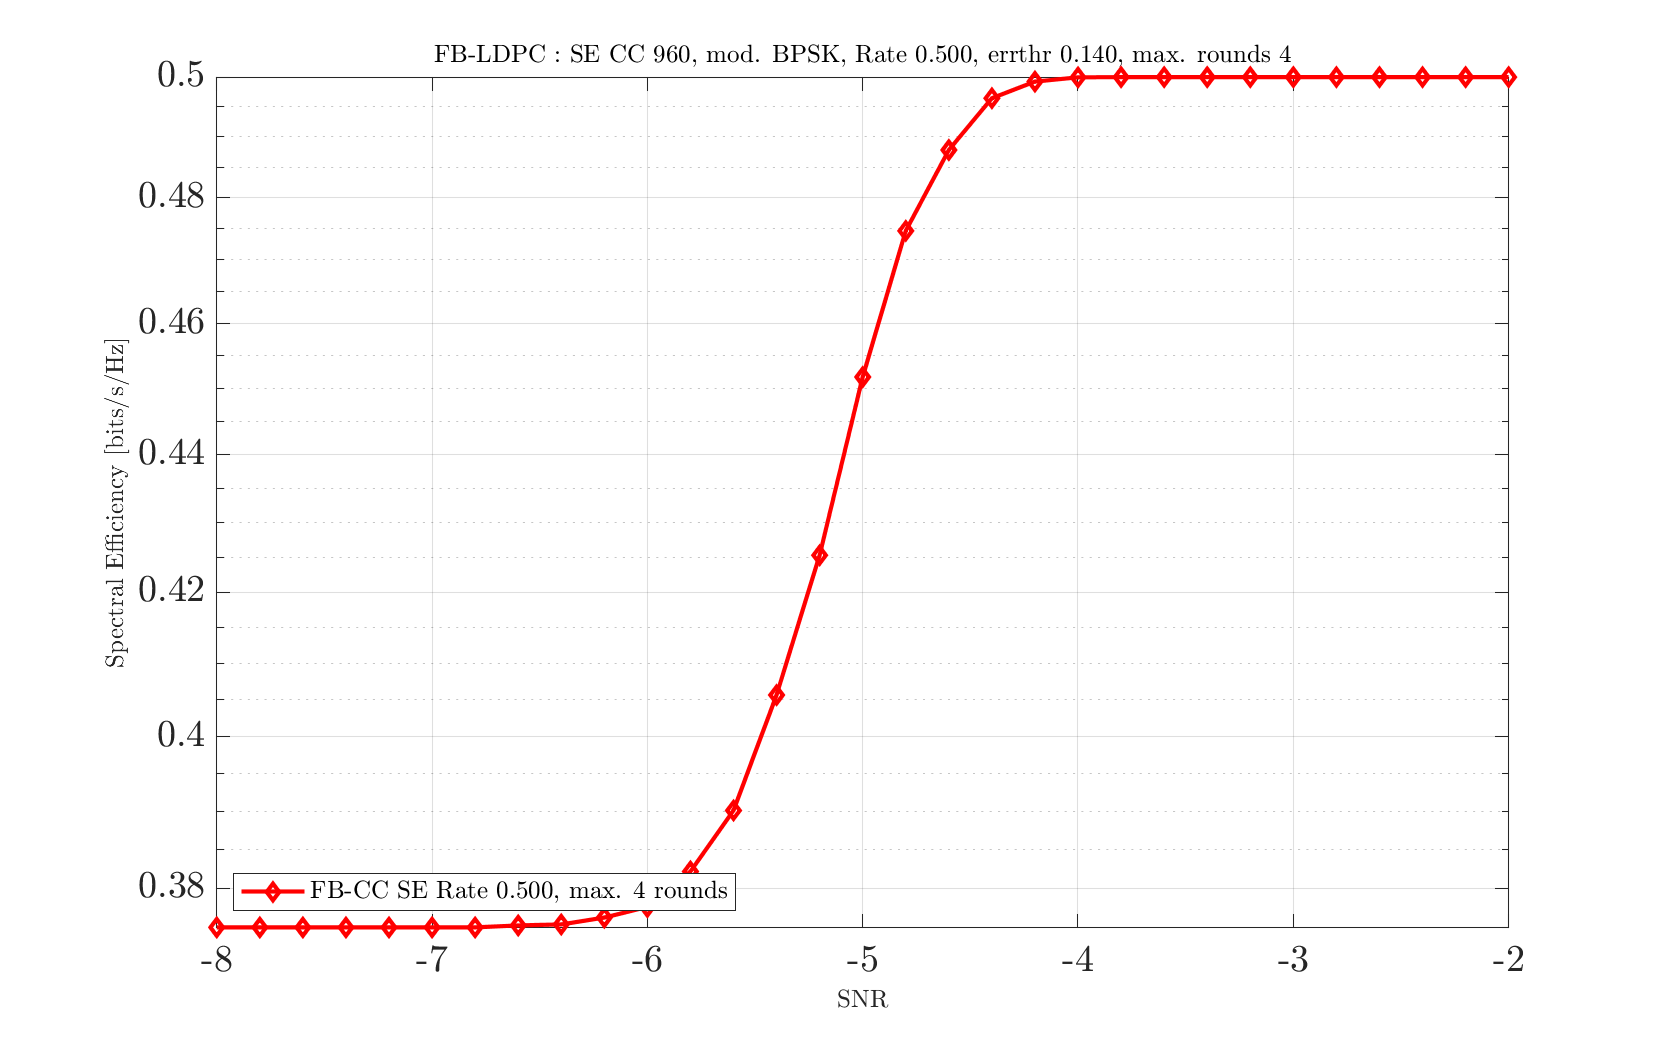 FB-LDPC : SE CC 960, mod. BPSK, Rate 0.500, errthr 0.140, max. rounds 4
0.5
0.48
0.46
0.44
0.42
0.4
0.38
Spectral Efficiency [bits/s/Hz]
FB-CC SE Rate 0.500, max. 4 rounds
-8 -7 -6 -5 -4 -3 -2
SNR